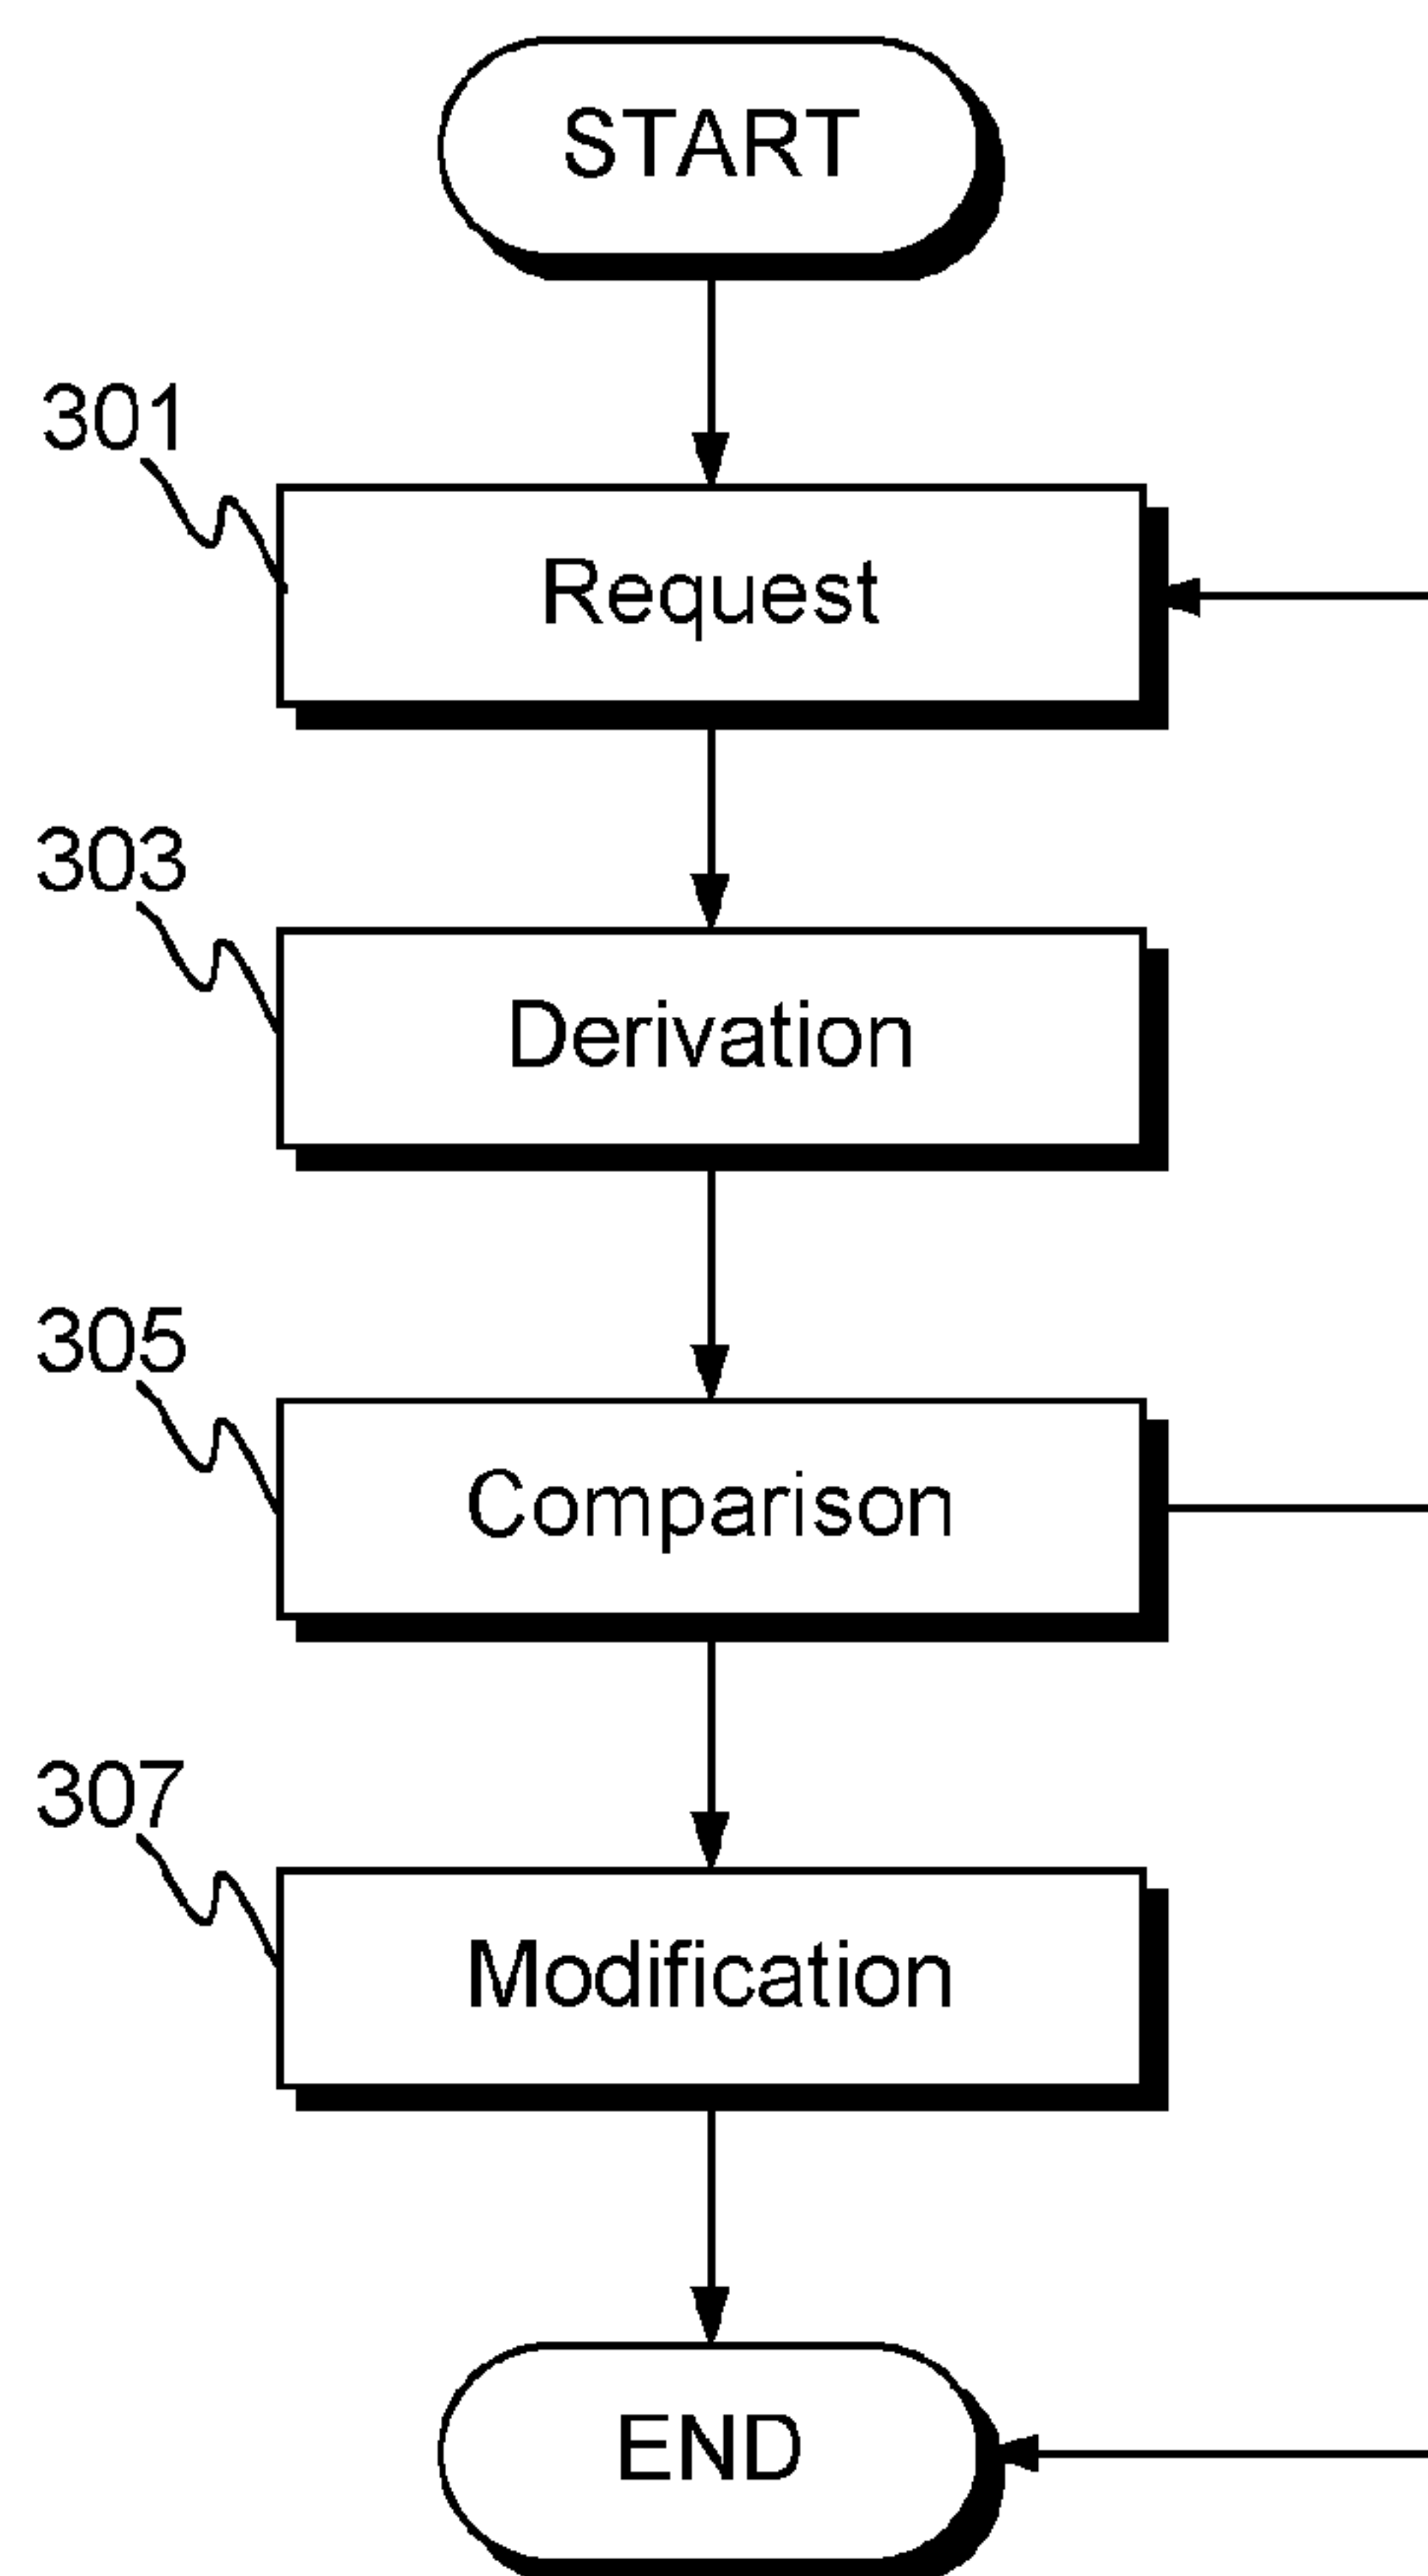 START
301
Request
303
Derivation
305
Comparison
307
Modification
END